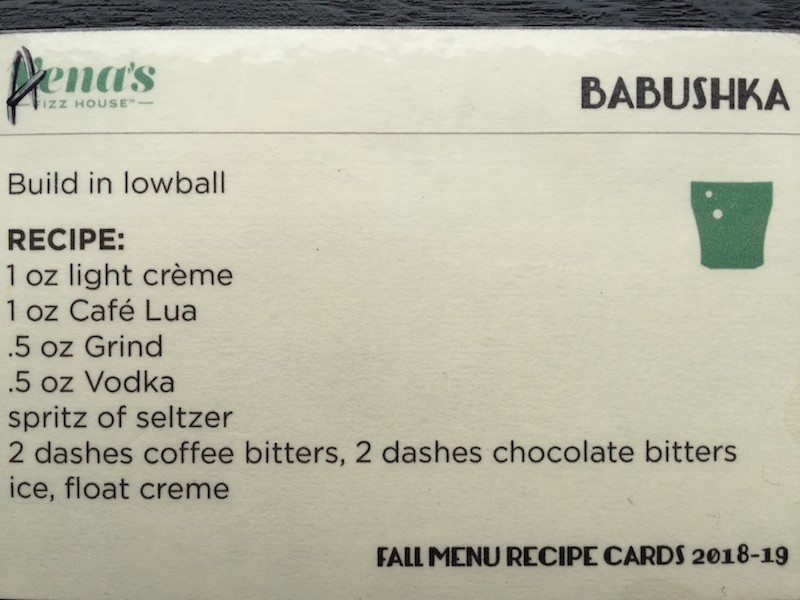 Vena's
FIZZ HOUSE™
BABUSHKA
Build in lowball
RECIPE:
1 oz light crème
1 oz Café Lua
.5 oz Grind
.5 oz Vodka
spritz of seltzer
2 dashes coffee bitters, 2 dashes chocolate bitters
ice, float creme
FALL MENU RECIPE CARDS 2018-19